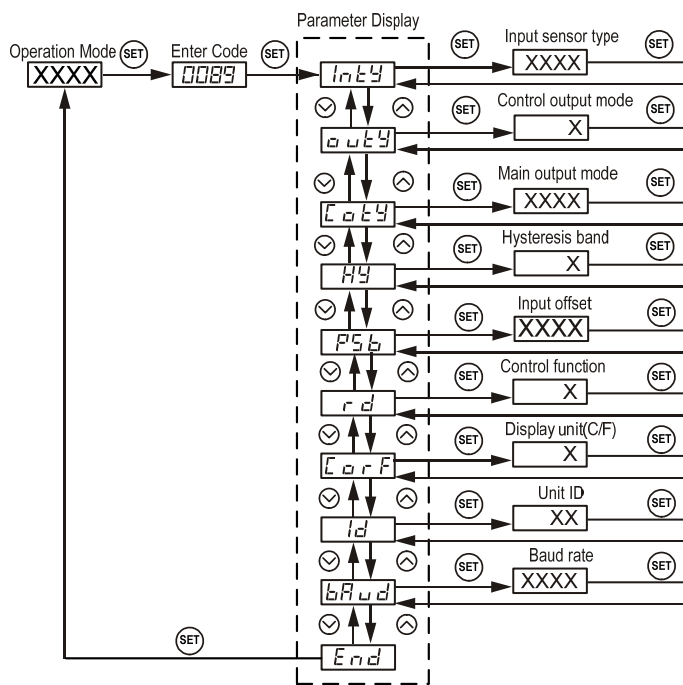 Parameter Display
Operation Mode SET Enter Code SET
XXXX 0089
IntY SET Input sensor type SET
XXXX
outY SET Control output mode SET
X
CotY SET Main output mode SET
XXXX
HY SET Hysteresis band SET
X
PSb SET Input offset SET
XXXX
rd SET Control function SET
X
CorF SET Display unit(C/F) SET
X
Id SET Unit ID SET
XX
bAud SET Baud rate SET
XXXX
SET
End